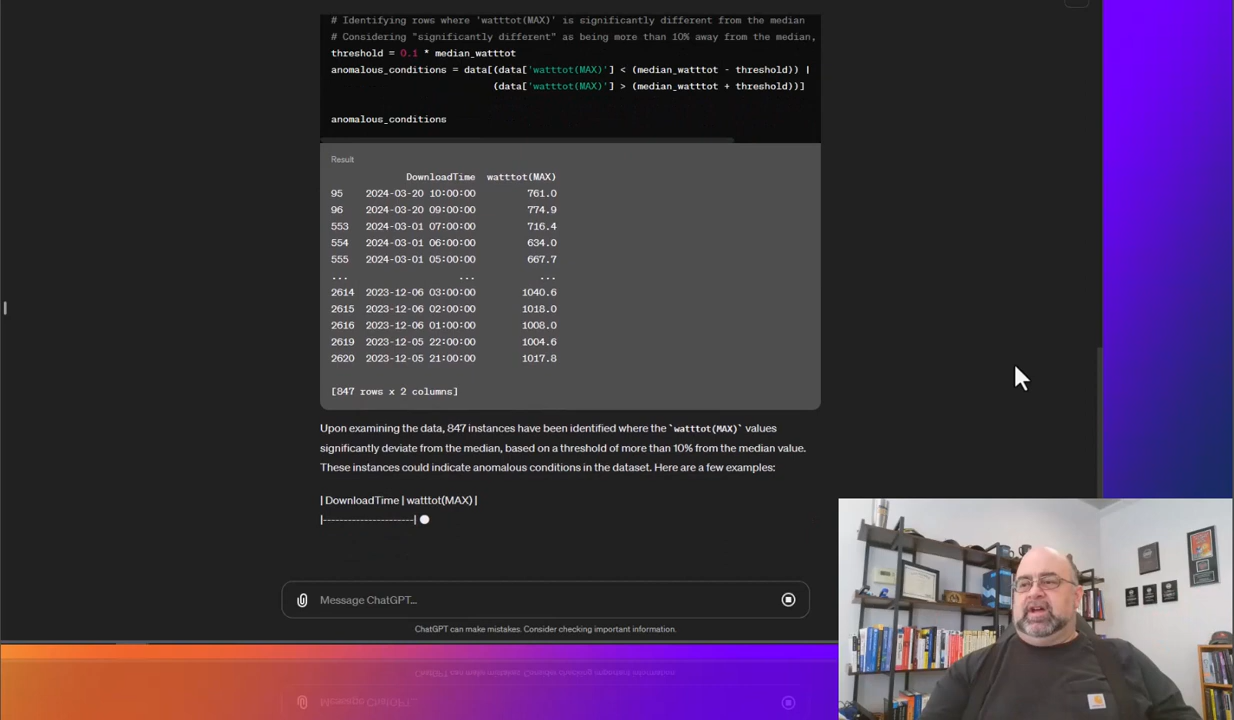 # Identifying rows where 'watttot(MAX)' is significantly different from the median
# Considering "significantly different" as being more than 10% away from the median,
threshold = 0.1 * median_watttot
anomalous_conditions = data[(data['watttot(MAX)'] < (median_watttot - threshold)) |
(data['watttot(MAX)'] > (median_watttot + threshold))]
anomalous_conditions
Result
DownloadTime watttot(MAX)
95 2024-03-20 10:00:00 761.0
96 2024-03-20 09:00:00 774.9
553 2024-03-01 07:00:00 716.4
554 2024-03-01 06:00:00 634.0
555 2024-03-01 05:00:00 667.7
... ... ...
2614 2023-12-06 03:00:00 1040.6
2615 2023-12-06 02:00:00 1018.0
2616 2023-12-06 01:00:00 1008.0
2619 2023-12-05 22:00:00 1004.6
2620 2023-12-05 21:00:00 1017.8
[847 rows x 2 columns]
Upon examining the data, 847 instances have been identified where the `watttot(MAX)` values
significantly deviate from the median, based on a threshold of more than 10% from the median value.
These instances could indicate anomalous conditions in the dataset. Here are a few examples:
| DownloadTime | watttot(MAX) |
|----------------------|
Message ChatGPT...
ChatGPT can make mistakes. Consider checking important information.